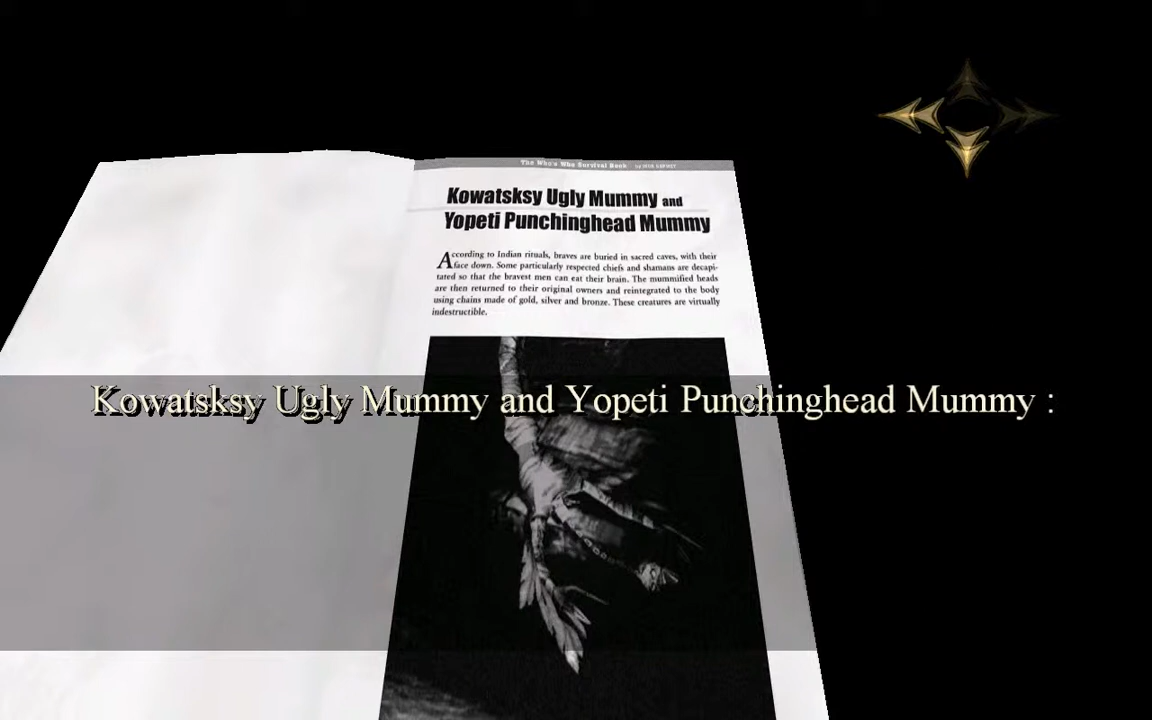 The Who's Who Survival Book
Kowatsksy Ugly Mummy and
Yopeti Punchinghead Mummy
According to Indian rituals, braves are buried in sacred caves, with their
face down. Some particularly respected chiefs and shamans are decapi-
tated so that the bravest men can eat their brain. The mummified heads
are then returned to their original owners and reintegrated to the body
using chains made of gold, silver and bronze. These creatures are virtually
indestructible.
Kowatsksy Ugly Mummy and Yopeti Punchinghead Mummy :